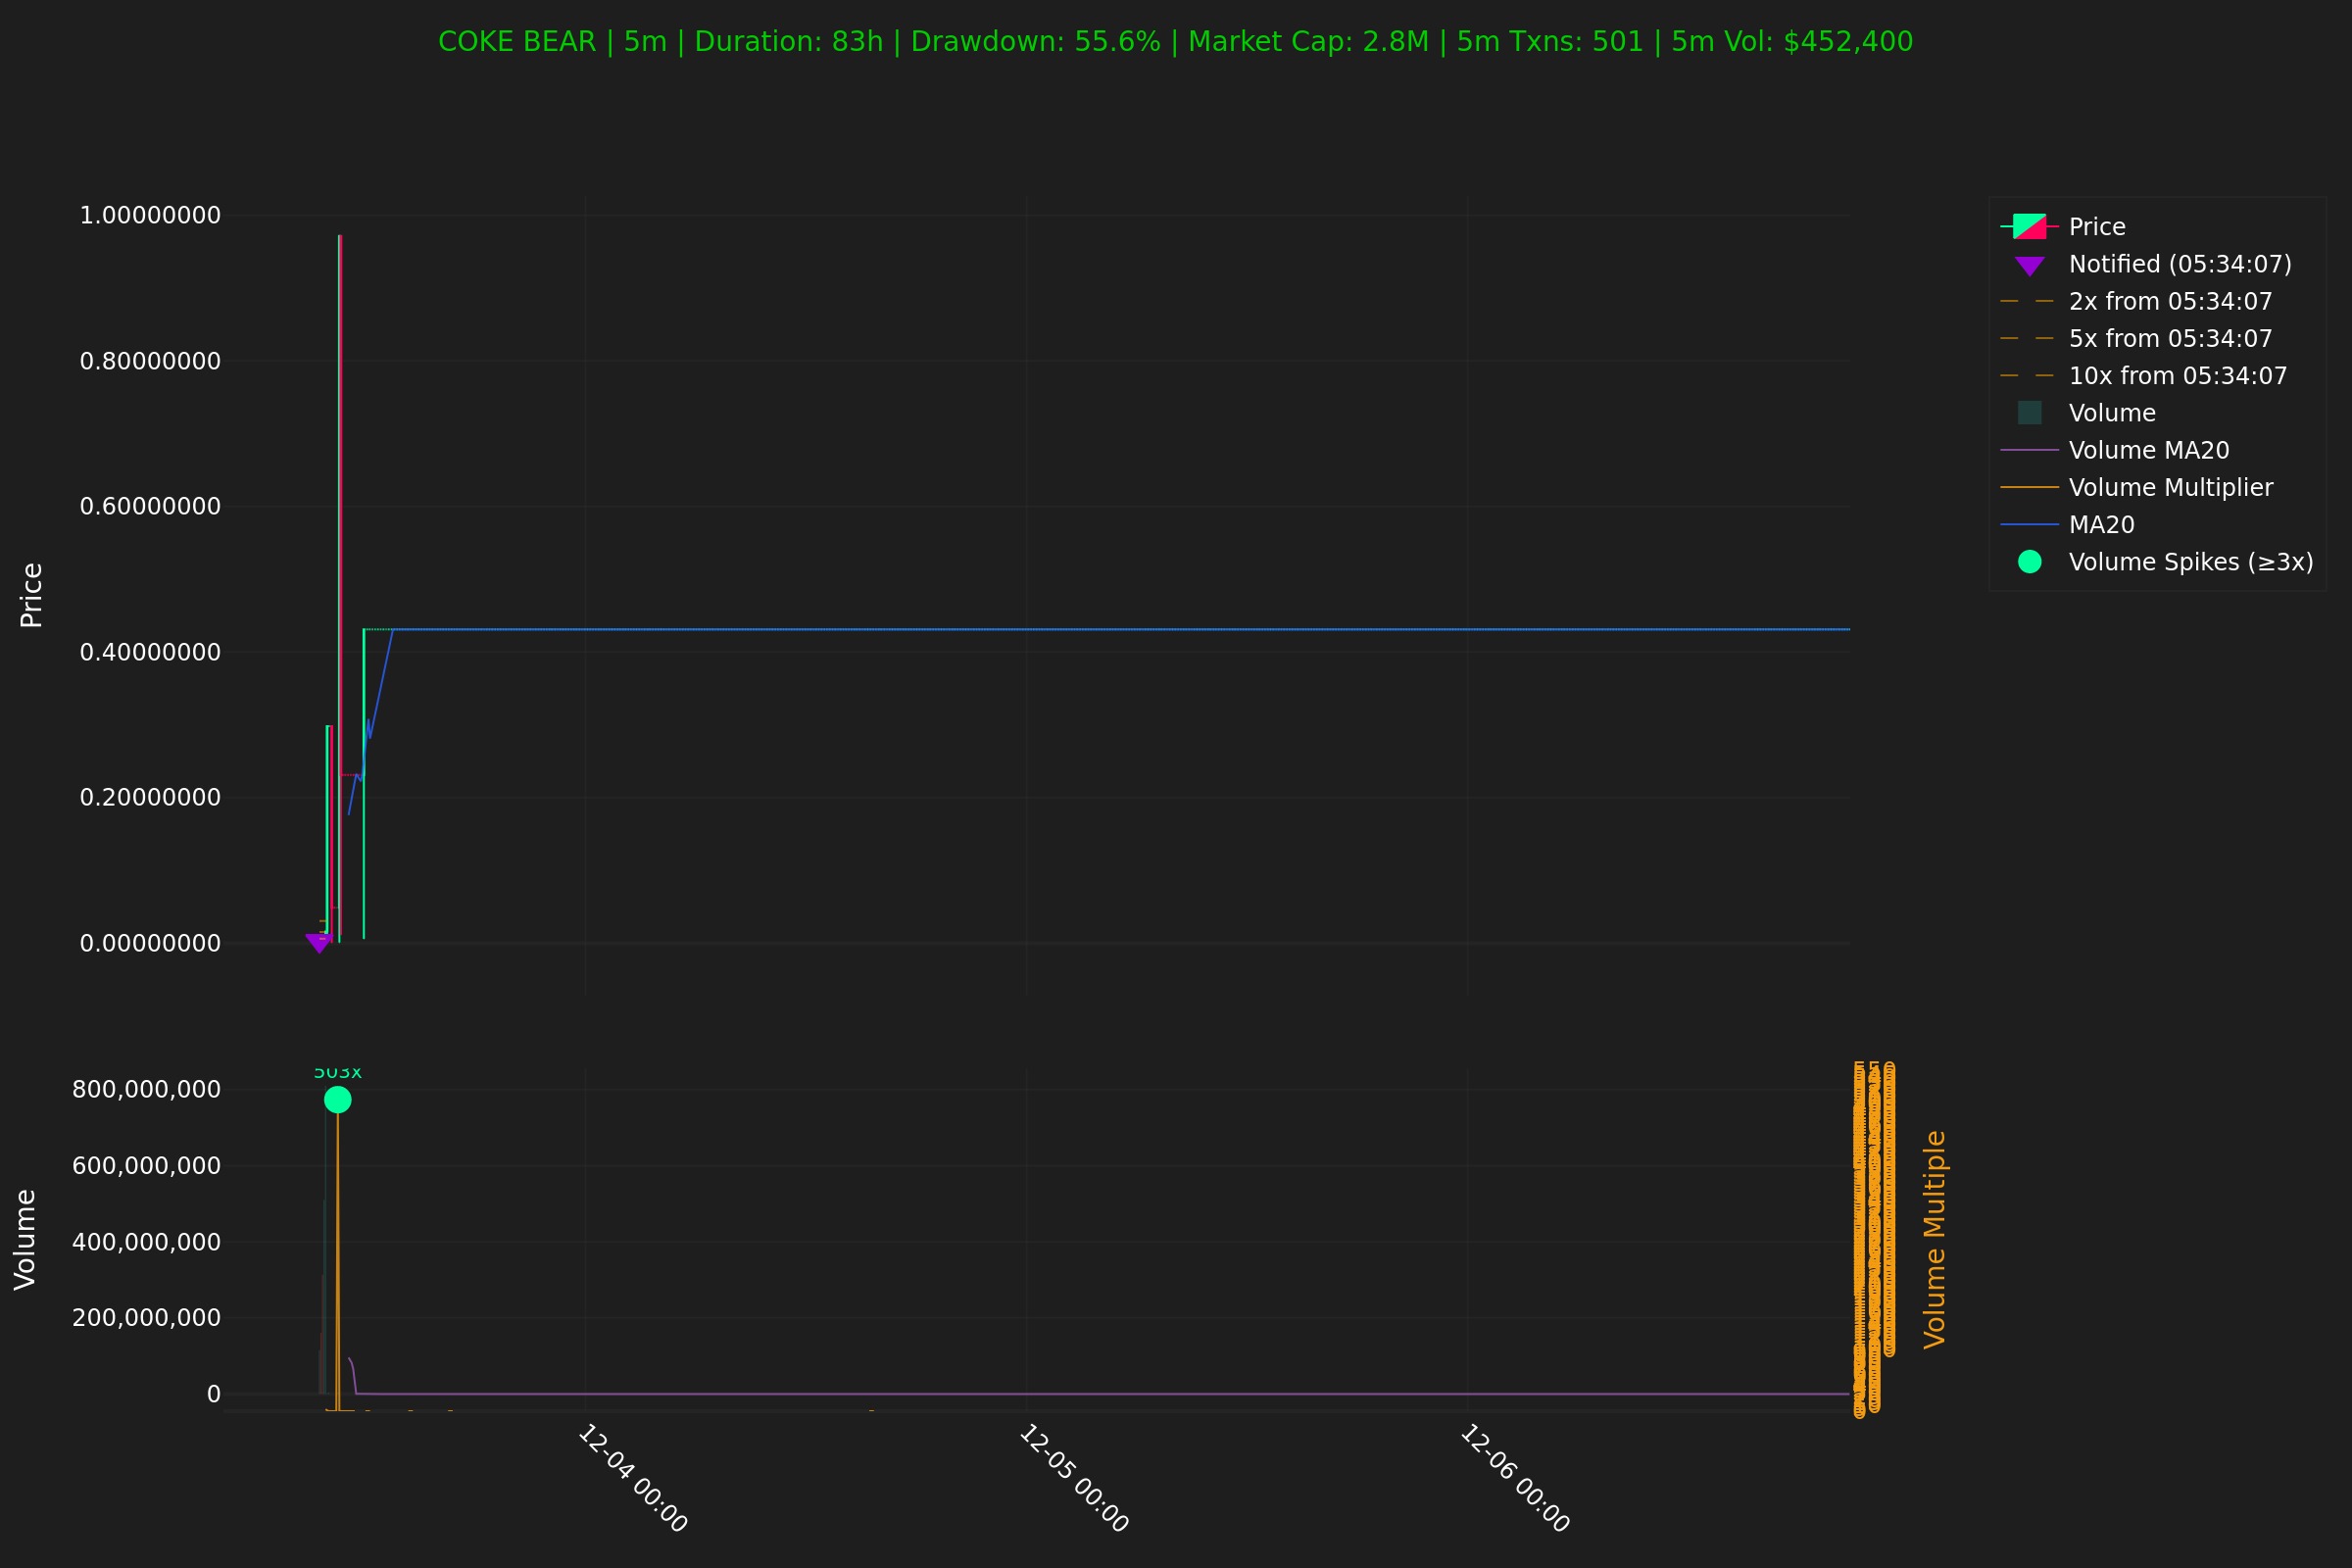 COKE BEAR | 5m | Duration: 83h | Drawdown: 55.6% | Market Cap: 2.8M | 5m Txns: 501 | 5m Vol: $452,400
Price
1.00000000
0.80000000
0.60000000
0.40000000
0.20000000
0.00000000
Price
Notified (05:34:07)
2x from 05:34:07
5x from 05:34:07
10x from 05:34:07
Volume
Volume MA20
Volume Multiplier
MA20
Volume Spikes (≥3x)
503x
Volume
800,000,000
600,000,000
400,000,000
200,000,000
0
Volume Multiple
12-04 00:00
12-05 00:00
12-06 00:00